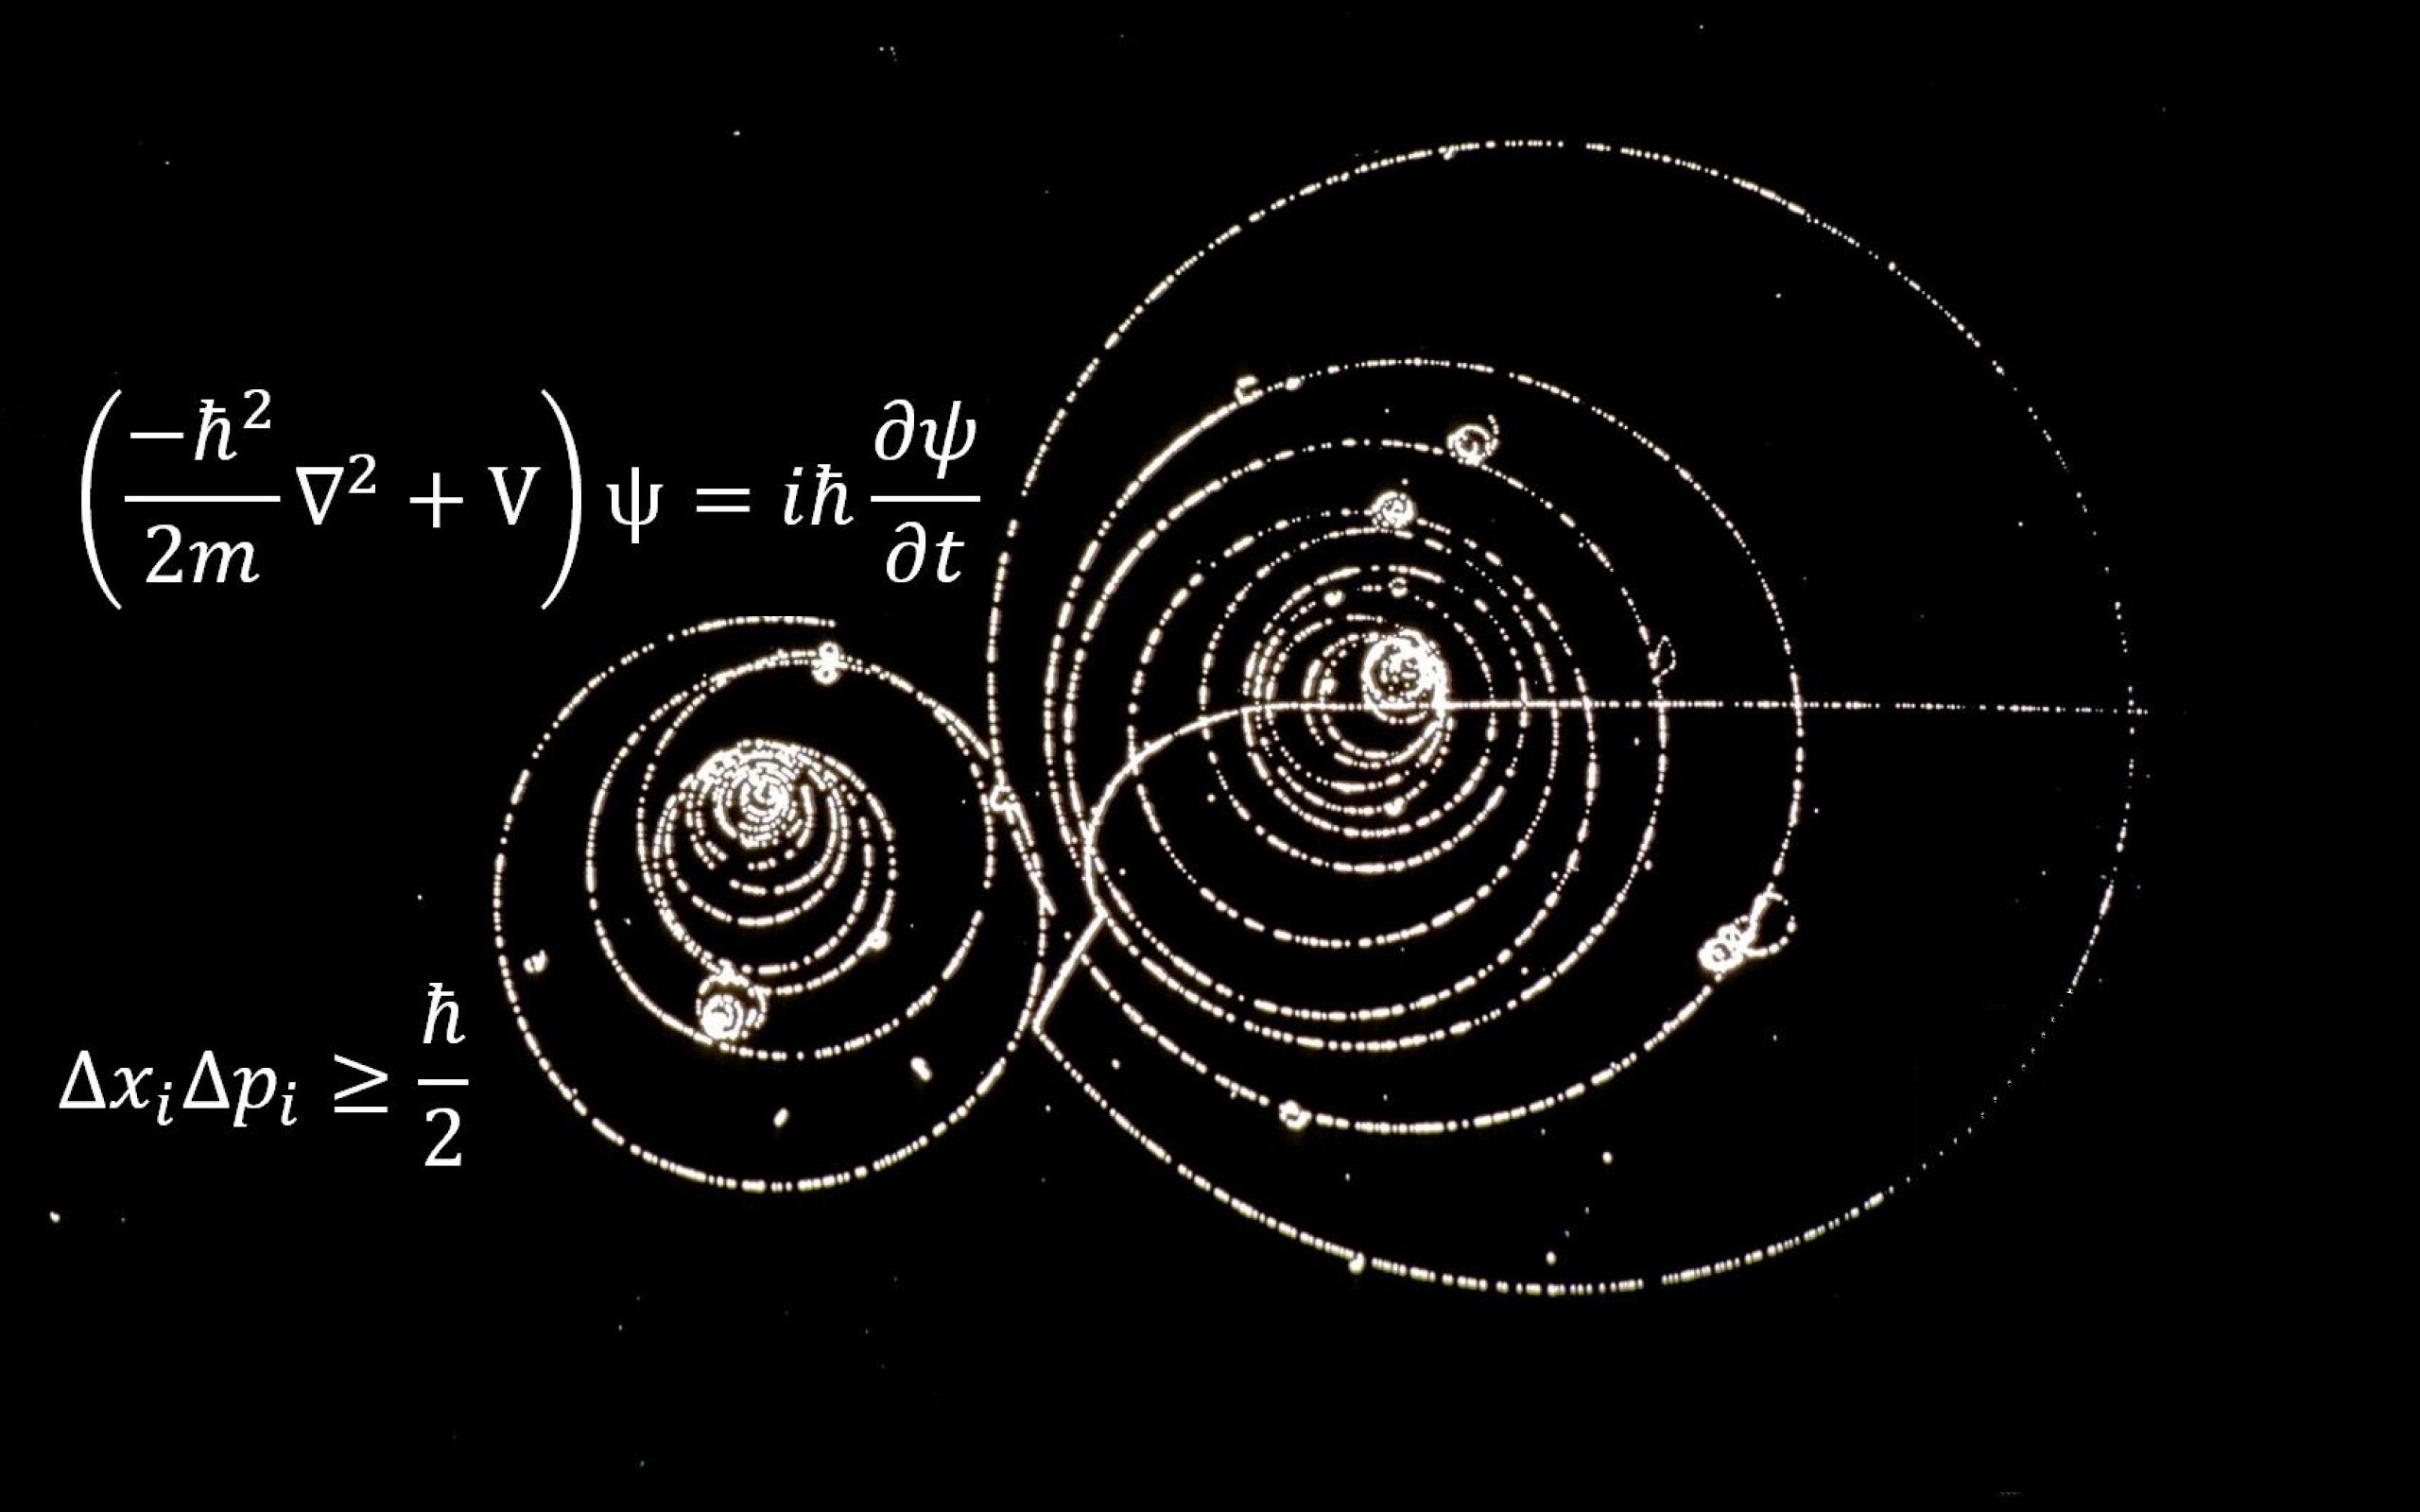 (−ħ²/2m ∇² + V) ψ = iħ ∂ψ/∂t
Δxᵢ Δpᵢ ≥ ħ/2